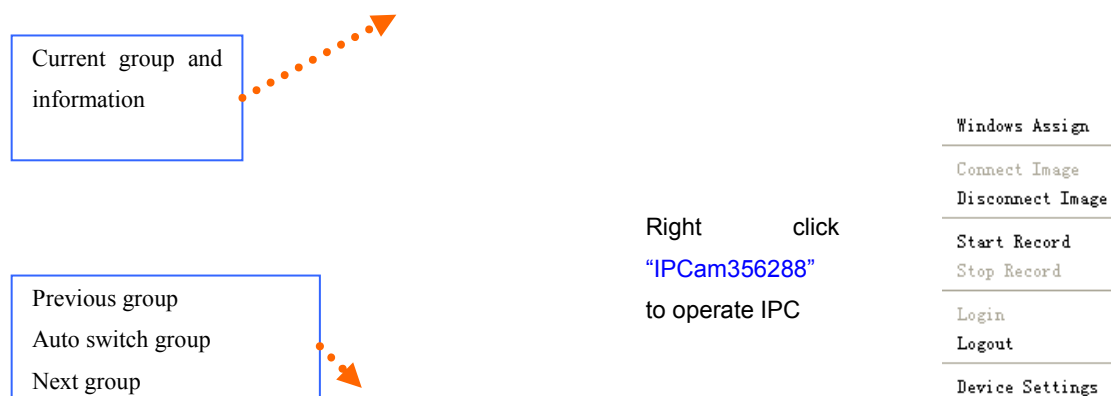 Current group and
information
Previous group
Auto switch group
Next group
Right click
“IPCam356288”
to operate IPC
Windows Assign
Connect Image
Disconnect Image
Start Record
Stop Record
Login
Logout
Device Settings